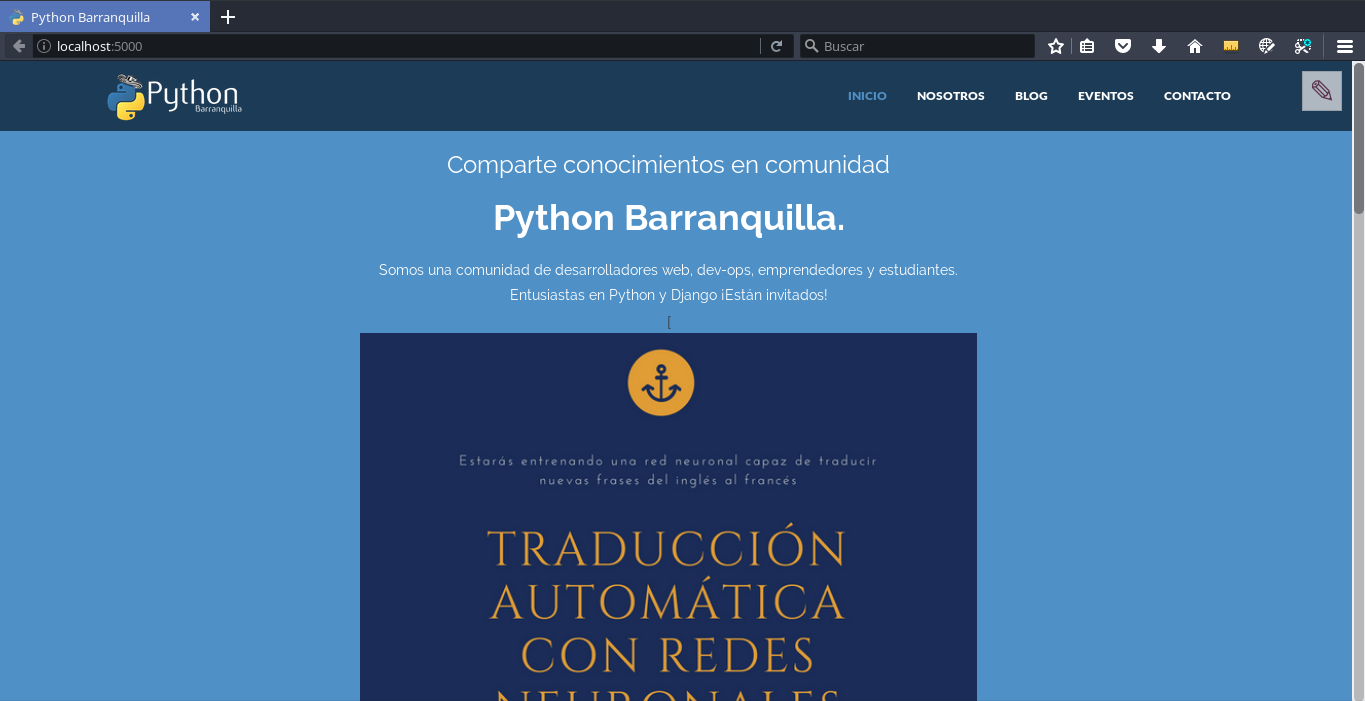 Python Barranquilla
localhost:5000
Buscar
Python
Barranquilla
INICIO NOSOTROS BLOG EVENTOS CONTACTO
Comparte conocimientos en comunidad
Python Barranquilla.
Somos una comunidad de desarrolladores web, dev-ops, emprendedores y estudiantes.
Entusiastas en Python y Django ¡Están invitados!
[
Estarás entrenando una red neuronal capaz de traducir
nuevas frases del inglés al francés
TRADUCCIÓN
AUTOMÁTICA
CON REDES
NEURONALES